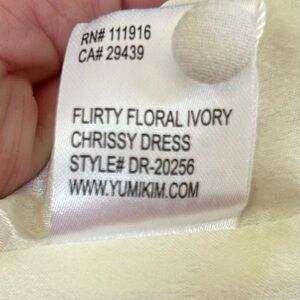 RN# 111916
CA# 29439
FLIRTY FLORAL IVORY
CHRISSY DRESS
STYLE# DR-20256
WWW.YUMIKIM.COM